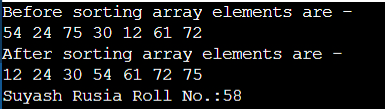 Before sorting array elements are -
54 24 75 30 12 61 72
After sorting array elements are -
12 24 30 54 61 72 75
Suyash Rusia Roll No.:58